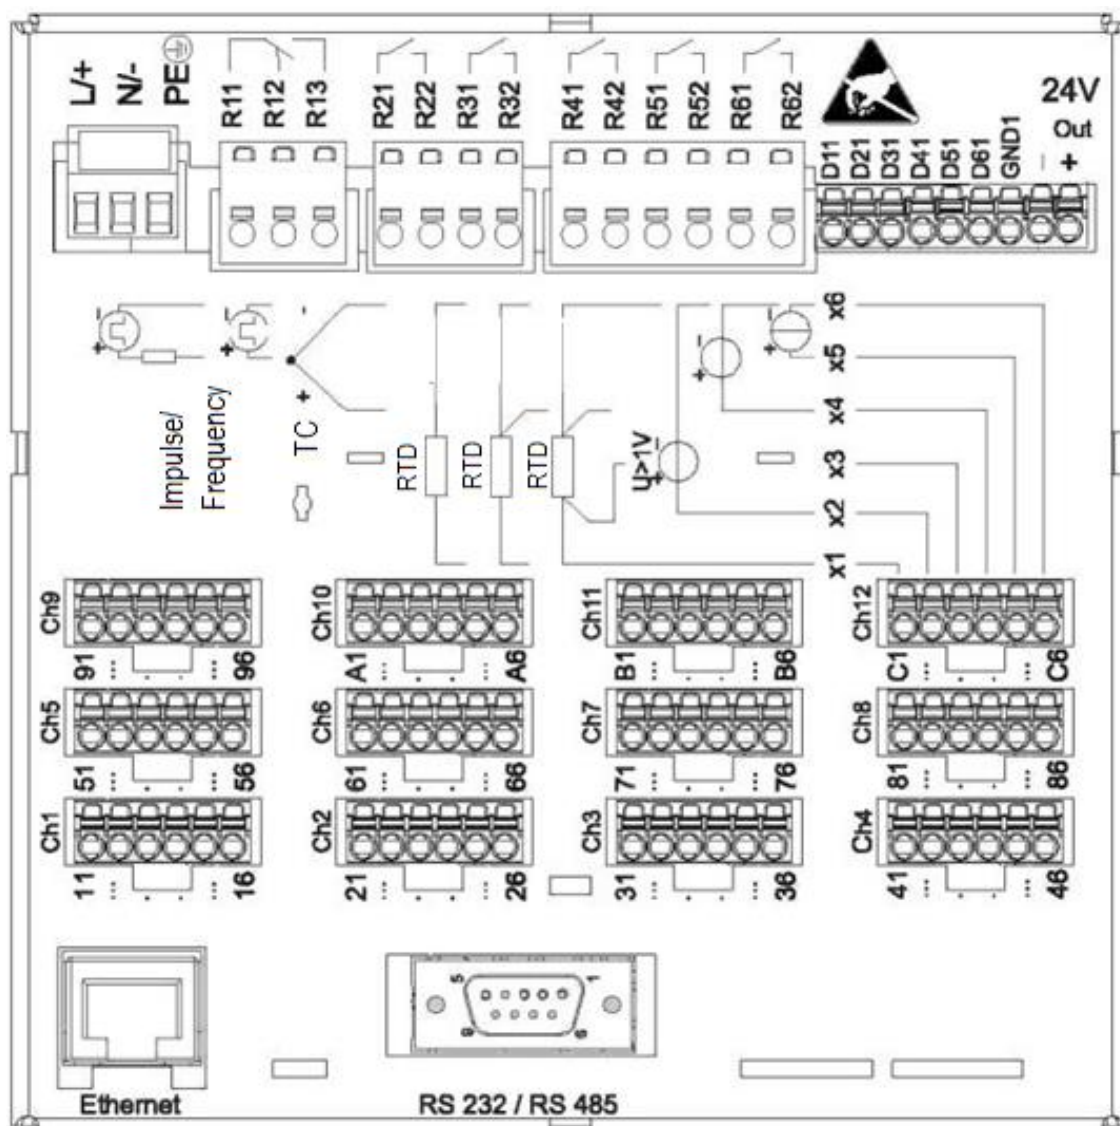 L/+ N/- PE
R11 R12 R13
R21 R22 R31 R32
R41 R42 R51 R52 R61 R62
D11 D21 D31 D41 D51 D61 GND1 - +
24V
Out
- + - + - +
Impulse/
Frequency
TC
RTD RTD RTD
U>1V
+ -
+ -
+ -
x6
x5
x4
x3
x2
x1
Ch9 Ch10 Ch11 Ch12
91 ... . . ... 96 A1 ... . . ... A6 B1 ... . . ... B6 C1 ... . . ... C6
Ch5 Ch6 Ch7 Ch8
51 ... . . ... 56 61 ... . . ... 66 71 ... . . ... 76 81 ... . . ... 86
Ch1 Ch2 Ch3 Ch4
11 ... . . ... 16 21 ... . . ... 26 31 ... . . ... 36 41 ... . . ... 46
5 1
9 6
Ethernet RS 232 / RS 485